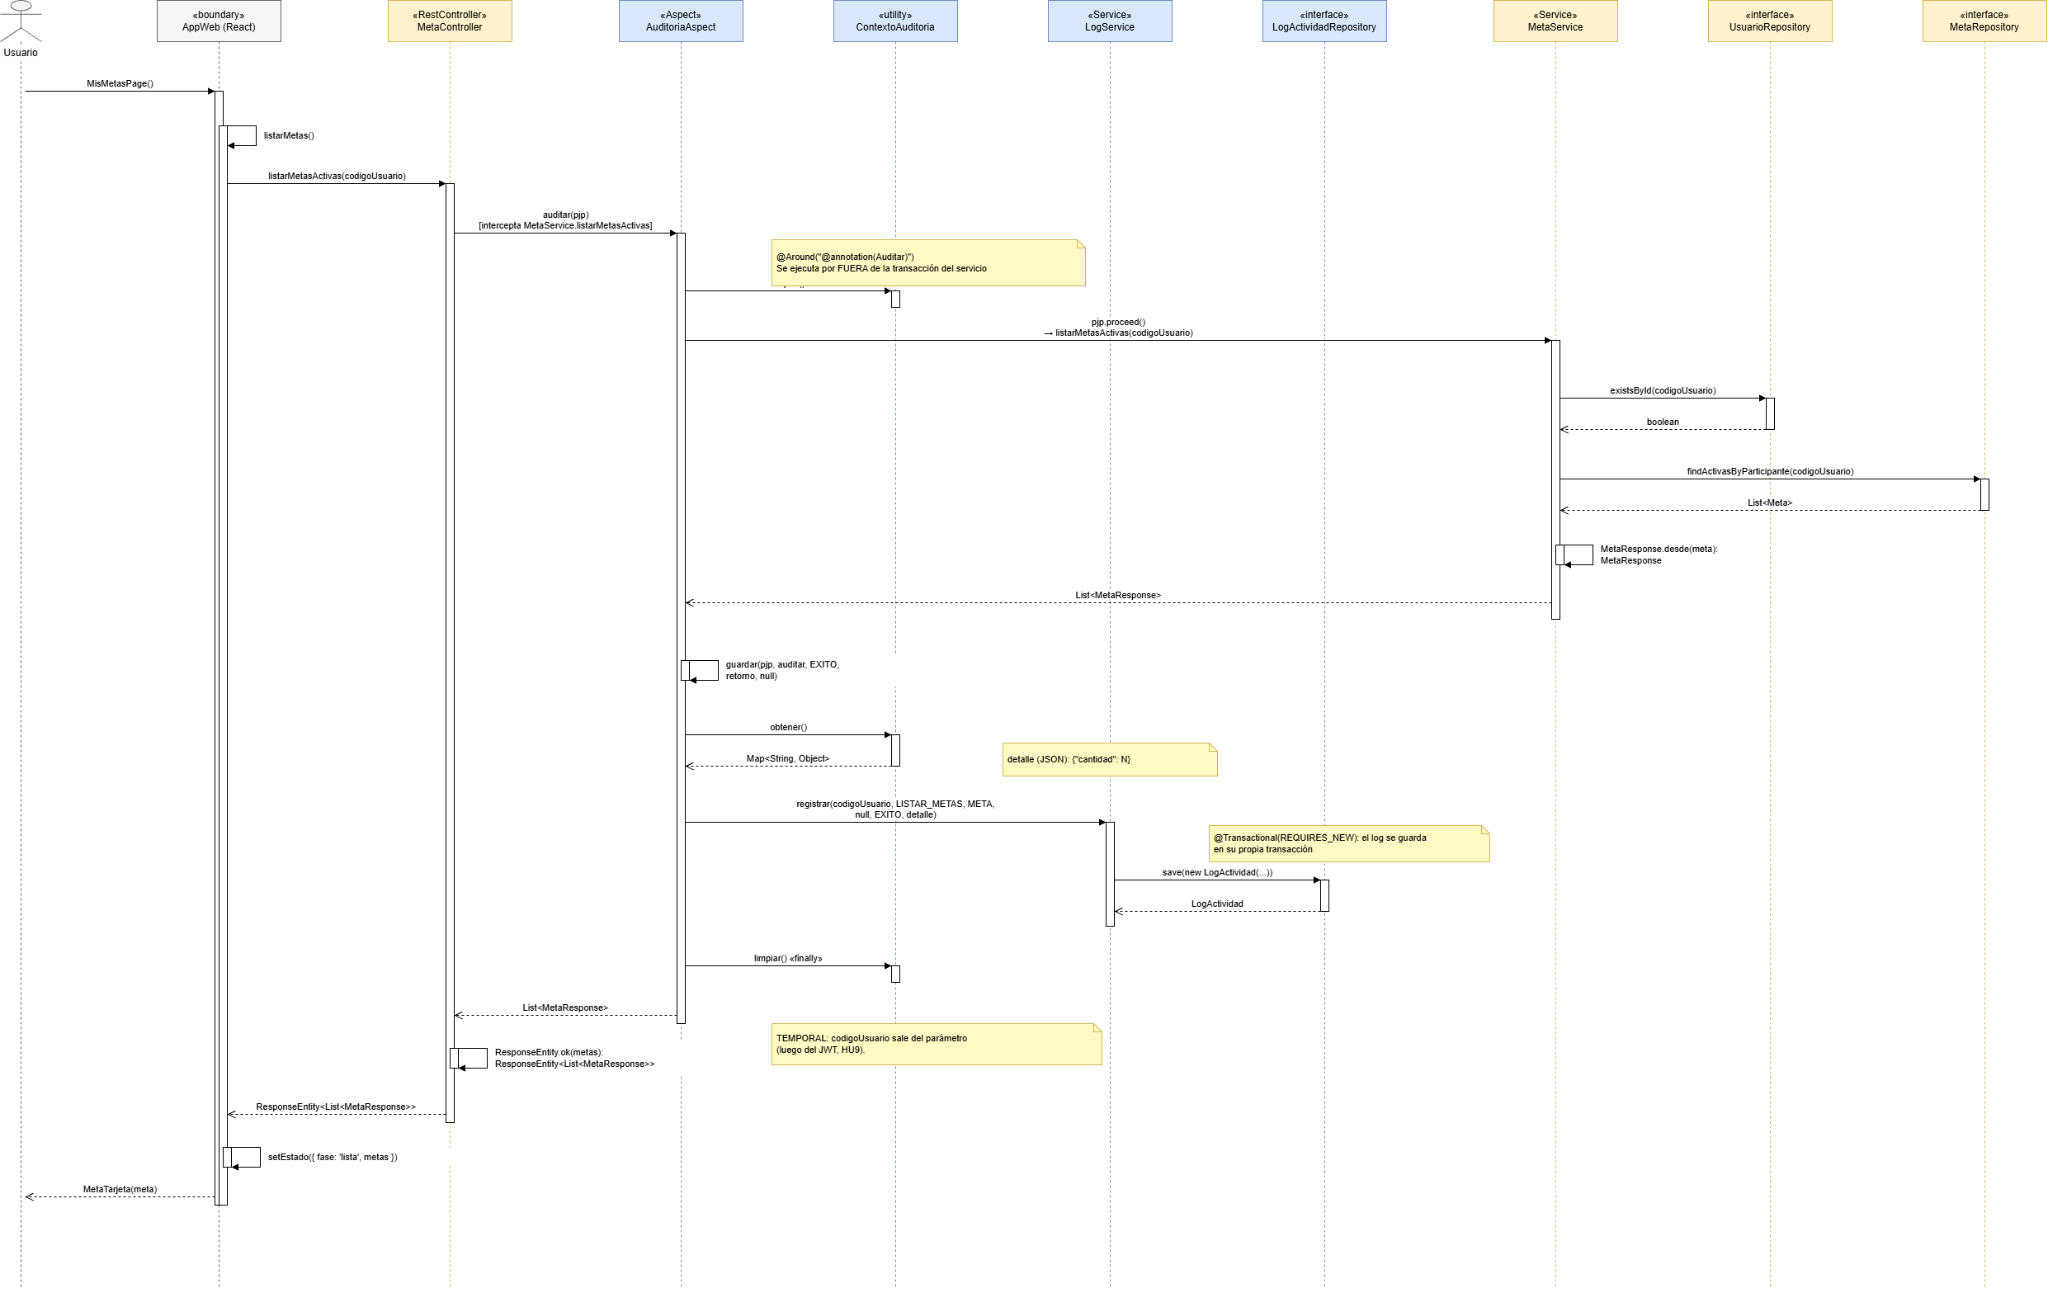 «boundary»
AppWeb (React)
«RestController»
MetaController
«Aspect»
AuditoriaAspect
«utility»
ContextoAuditoria
«Service»
LogService
«interface»
LogActividadRepository
«Service»
MetaService
«interface»
UsuarioRepository
«interface»
MetaRepository
Usuario
MisMetasPage()
listarMetas()
listarMetasActivas(codigoUsuario)
auditar(pjp)
[intercepta MetaService.listarMetasActivas]
@Around("@annotation(Auditar)")
Se ejecuta por FUERA de la transacción del servicio
pjp.proceed()
→ listarMetasActivas(codigoUsuario)
existsById(codigoUsuario)
boolean
findActivasByParticipante(codigoUsuario)
List<Meta>
MetaResponse.desde(meta):
MetaResponse
List<MetaResponse>
guardar(pjp, auditar, EXITO,
retorno, null)
obtener()
Map<String, Object>
detalle (JSON): {"cantidad": N}
registrar(codigoUsuario, LISTAR_METAS, META,
null, EXITO, detalle)
@Transactional(REQUIRES_NEW): el log se guarda
en su propia transacción
save(new LogActividad(...))
LogActividad
limpiar() «finally»
List<MetaResponse>
TEMPORAL: codigoUsuario sale del parámetro
(luego del JWT, HU9).
ResponseEntity.ok(metas):
ResponseEntity<List<MetaResponse>>
ResponseEntity<List<MetaResponse>>
setEstado({ fase: 'lista', metas })
MetaTarjeta(meta)